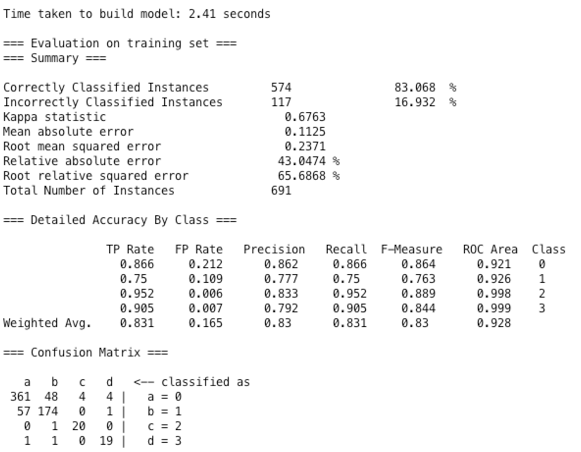 Time taken to build model: 2.41 seconds
=== Evaluation on training set ===
=== Summary ===
Correctly Classified Instances 574 83.068 %
Incorrectly Classified Instances 117 16.932 %
Kappa statistic 0.6763
Mean absolute error 0.1125
Root mean squared error 0.2371
Relative absolute error 43.0474 %
Root relative squared error 65.6868 %
Total Number of Instances 691
=== Detailed Accuracy By Class ===
TP Rate FP Rate Precision Recall F-Measure ROC Area Class
0.866 0.212 0.862 0.866 0.864 0.921 0
0.75 0.109 0.777 0.75 0.763 0.926 1
0.952 0.006 0.833 0.952 0.889 0.998 2
0.905 0.007 0.792 0.905 0.844 0.999 3
Weighted Avg. 0.831 0.165 0.83 0.831 0.83 0.928
=== Confusion Matrix ===
a b c d <-- classified as
361 48 4 4 | a = 0
57 174 0 1 | b = 1
0 1 20 0 | c = 2
1 1 0 19 | d = 3